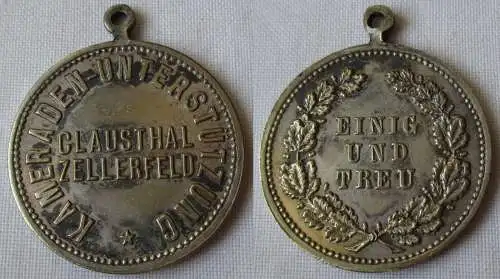 KAMERADEN-UNTERSTÜTZUNG
CLAUSTHAL
ZELLERFELD
EINIG
UND
TREU